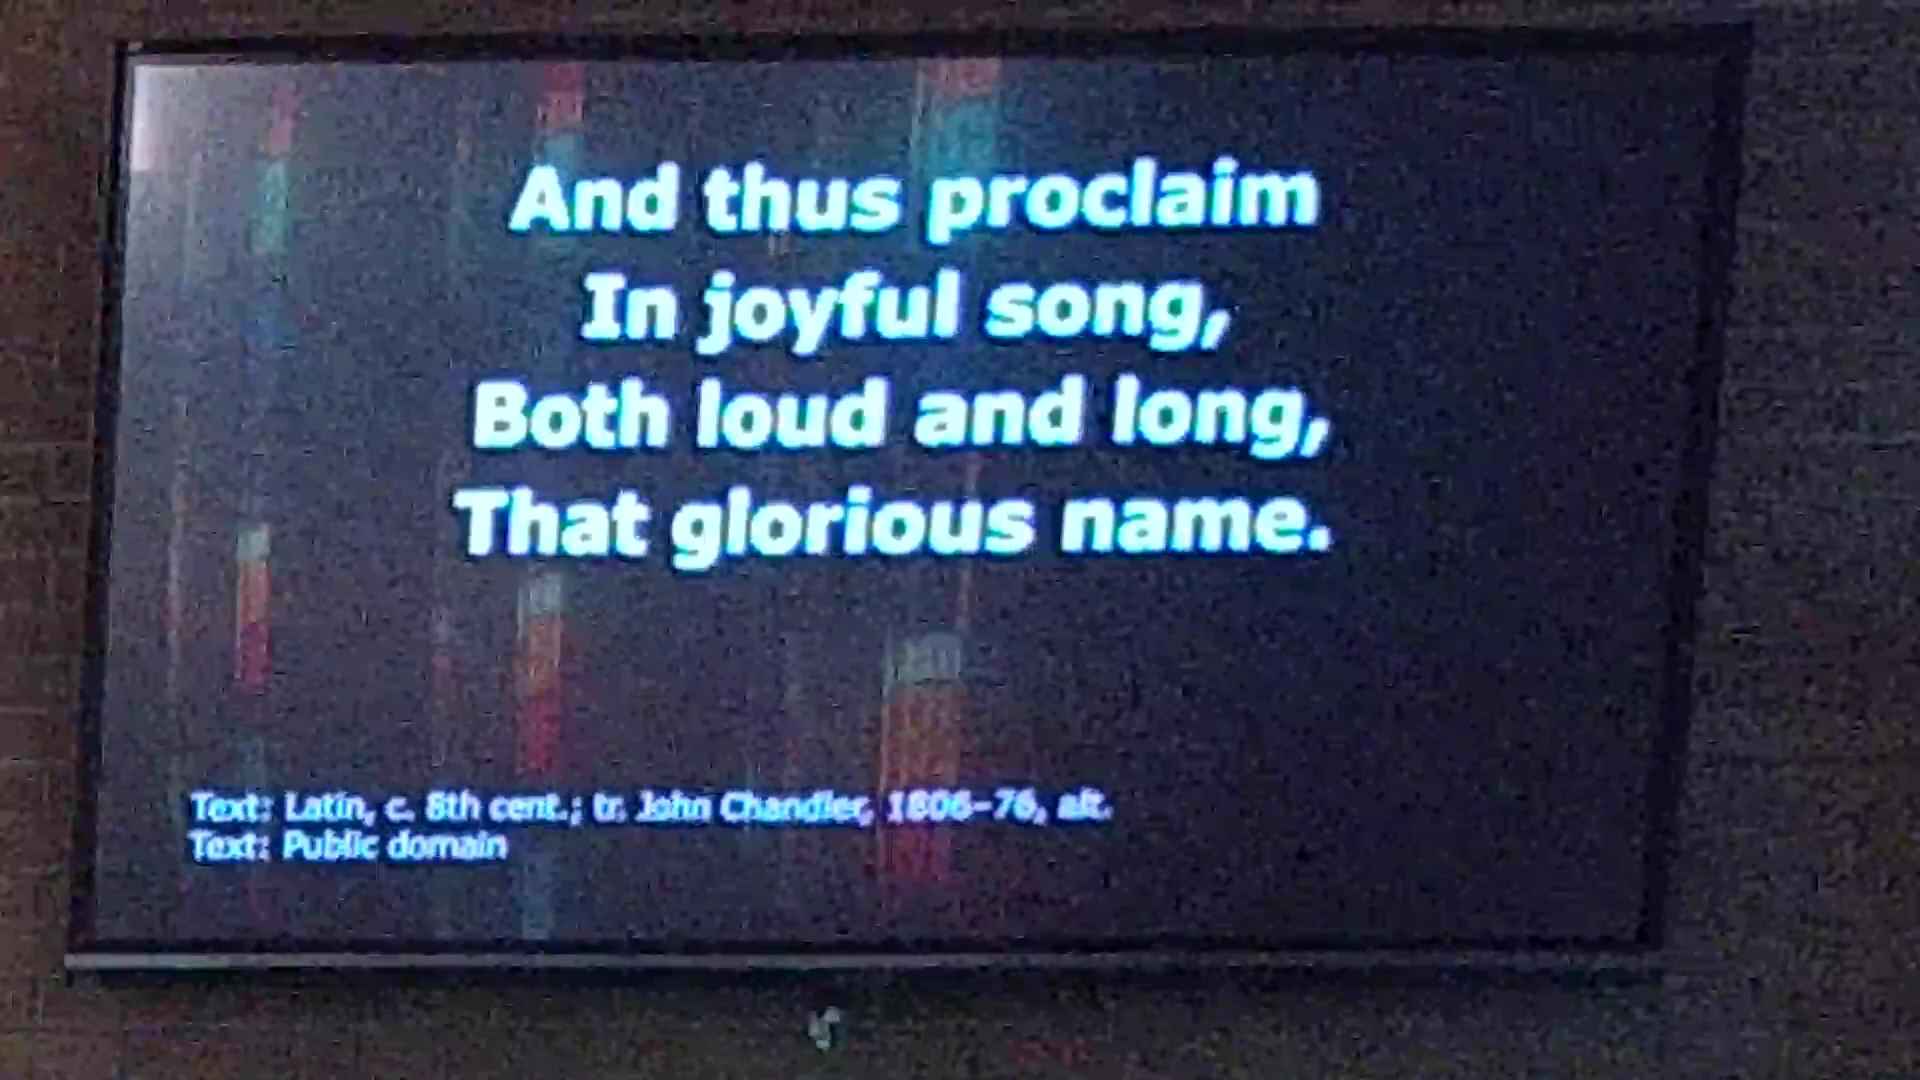 And thus proclaim
In joyful song,
Both loud and long,
That glorious name.
Text: Latin, c. 8th cent.; tr. John Chandler, 1806–76, alt.
Text: Public domain